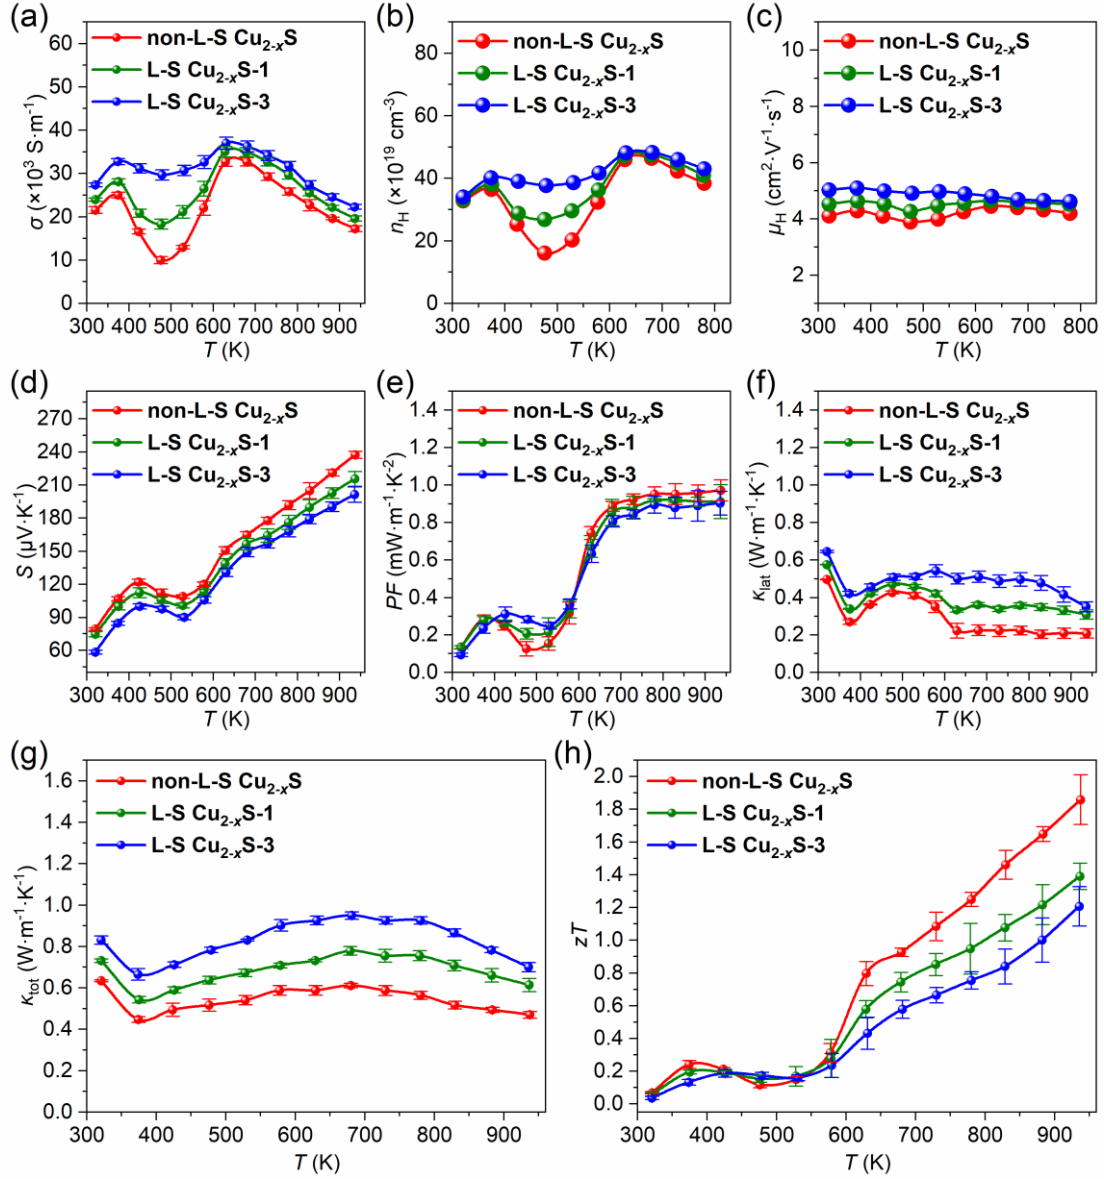 (a)
non-L-S Cu2-xS
L-S Cu2-xS-1
L-S Cu2-xS-3
σ (×10³ S·m⁻¹)
60
50
40
30
20
10
0
300 400 500 600 700 800 900
T (K)
(b)
non-L-S Cu2-xS
L-S Cu2-xS-1
L-S Cu2-xS-3
nH (×10¹⁹ cm⁻³)
80
60
40
20
0
300 400 500 600 700 800
T (K)
(c)
non-L-S Cu2-xS
L-S Cu2-xS-1
L-S Cu2-xS-3
μH (cm²·V⁻¹·s⁻¹)
10
8
6
4
2
300 400 500 600 700 800
T (K)
(d)
non-L-S Cu2-xS
L-S Cu2-xS-1
L-S Cu2-xS-3
S (μV·K⁻¹)
270
240
210
180
150
120
90
60
300 400 500 600 700 800 900
T (K)
(e)
non-L-S Cu2-xS
L-S Cu2-xS-1
L-S Cu2-xS-3
PF (mW·m⁻¹·K⁻²)
1.4
1.2
1.0
0.8
0.6
0.4
0.2
0.0
300 400 500 600 700 800 900
T (K)
(f)
non-L-S Cu2-xS
L-S Cu2-xS-1
L-S Cu2-xS-3
κlat (W·m⁻¹·K⁻¹)
1.4
1.2
1.0
0.8
0.6
0.4
0.2
0.0
300 400 500 600 700 800 900
T (K)
(g)
non-L-S Cu2-xS
L-S Cu2-xS-1
L-S Cu2-xS-3
κtot (W·m⁻¹·K⁻¹)
1.6
1.4
1.2
1.0
0.8
0.6
0.4
0.2
0.0
300 400 500 600 700 800 900
T (K)
(h)
non-L-S Cu2-xS
L-S Cu2-xS-1
L-S Cu2-xS-3
zT
2.0
1.8
1.6
1.4
1.2
1.0
0.8
0.6
0.4
0.2
0.0
300 400 500 600 700 800 900
T (K)